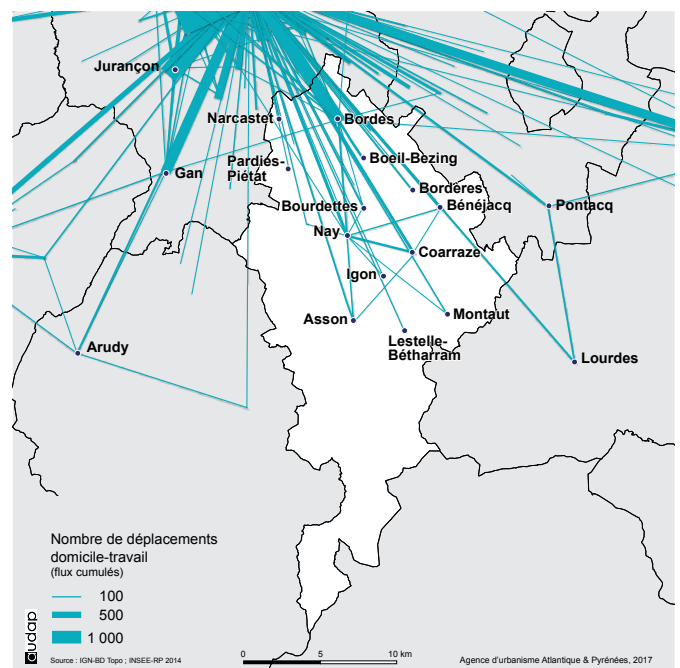 Jurançon
Narcastet
Bordes
Boeil-Bezing
Pardies-
Piétat
Gan
Bordères
Bourdettes
Bénéjacq
Pontacq
Nay
Coarraze
Igon
Asson
Montaut
Lestelle-
Bétharram
Arudy
Lourdes
Nombre de déplacements
domicile-travail
(flux cumulés)
100
500
1 000
audap
Source : IGN-BD Topo ; INSEE-RP 2014
0 5 10 km
Agence d'urbanisme Atlantique & Pyrénées, 2017